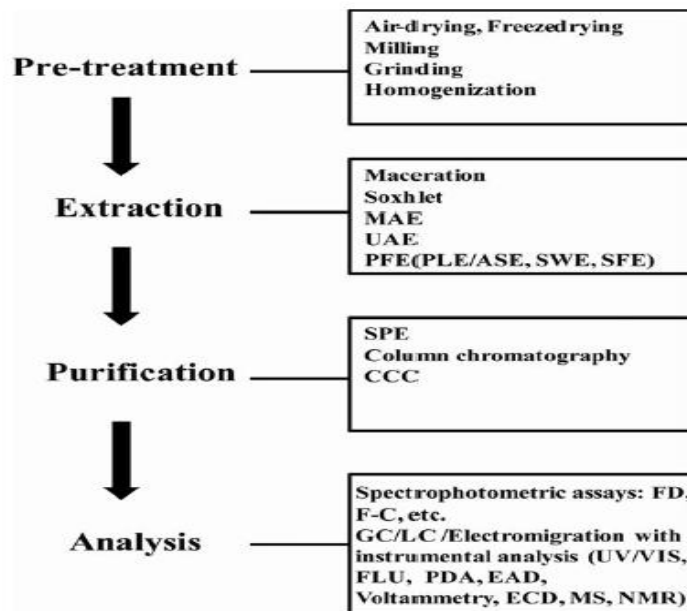 Pre-treatment
Air-drying, Freezedrying
Milling
Grinding
Homogenization
Extraction
Maceration
Soxhlet
MAE
UAE
PFE(PLE/ASE, SWE, SFE)
Purification
SPE
Column chromatography
CCC
Analysis
Spectrophotometric assays: FD,
F-C, etc.
GC/LC/Electromigration with
instrumental analysis (UV/VIS,
FLU, PDA, EAD,
Voltammetry, ECD, MS, NMR)